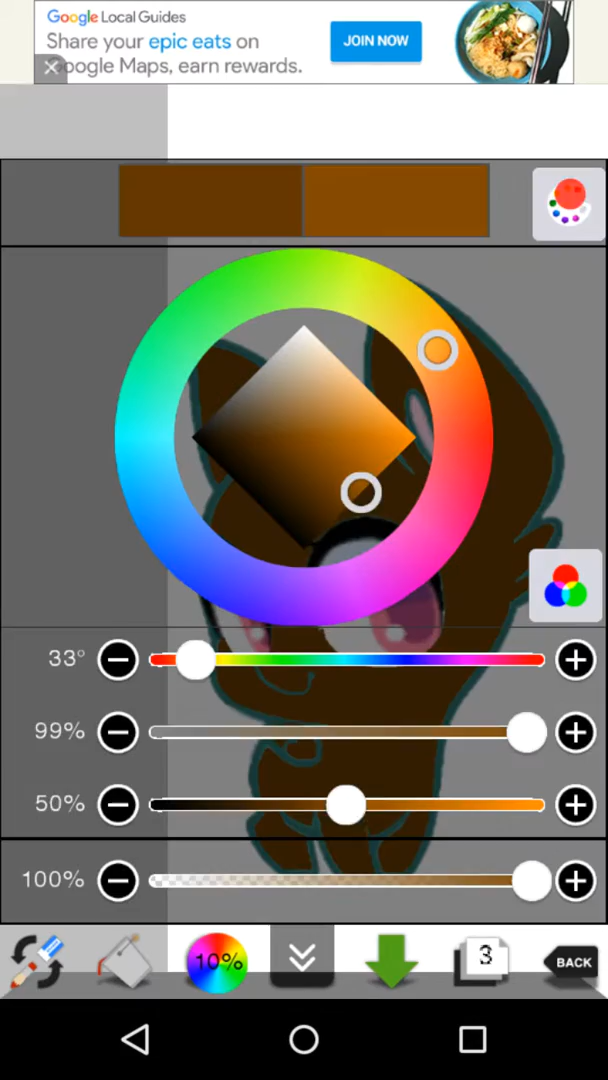 Google Local Guides
Share your epic eats on
Google Maps, earn rewards.
JOIN NOW
33°
99%
50%
100%
10%
3
BACK